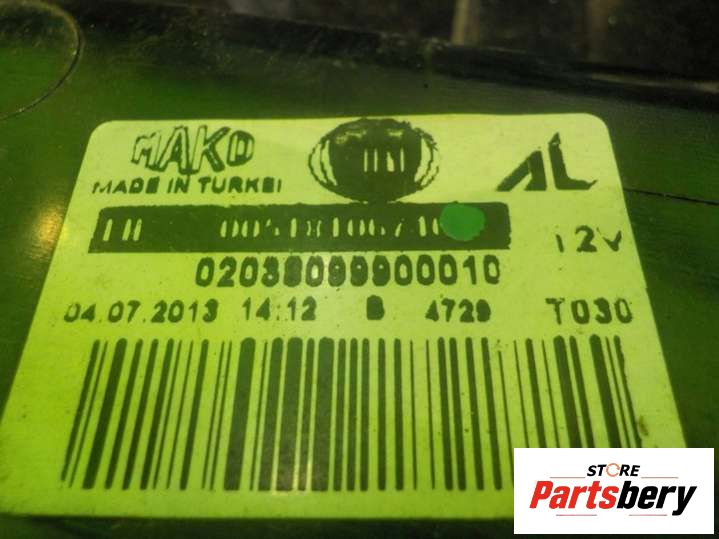 MAKO
MADE IN TURKEI
AL
12V
02038099900010
04.07.2013 14:12 B 4729 T030
STORE
Partsbery